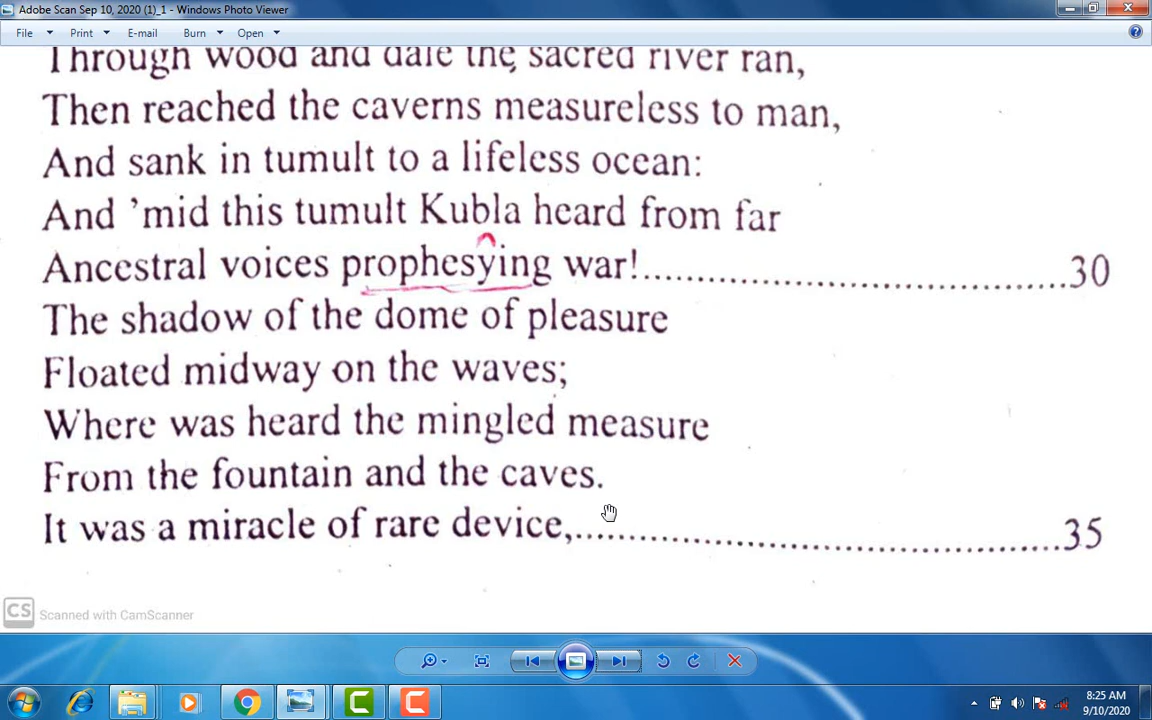 Adobe Scan Sep 10, 2020 (1)_1 - Windows Photo Viewer
File Print E-mail Burn Open
Through wood and dale the sacred river ran,
Then reached the caverns measureless to man,
And sank in tumult to a lifeless ocean:
And ’mid this tumult Kubla heard from far
Ancestral voices prophesying war!..........................................30
The shadow of the dome of pleasure
Floated midway on the waves;
Where was heard the mingled measure
From the fountain and the caves.
It was a miracle of rare device,...............................................35
CS Scanned with CamScanner
8:25 AM
9/10/2020